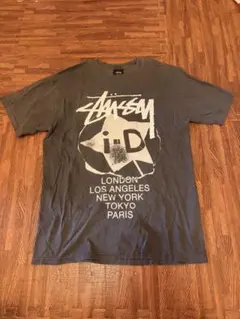 Stüssy
i-D
LONDON
LOS ANGELES
NEW YORK
TOKYO
PARIS